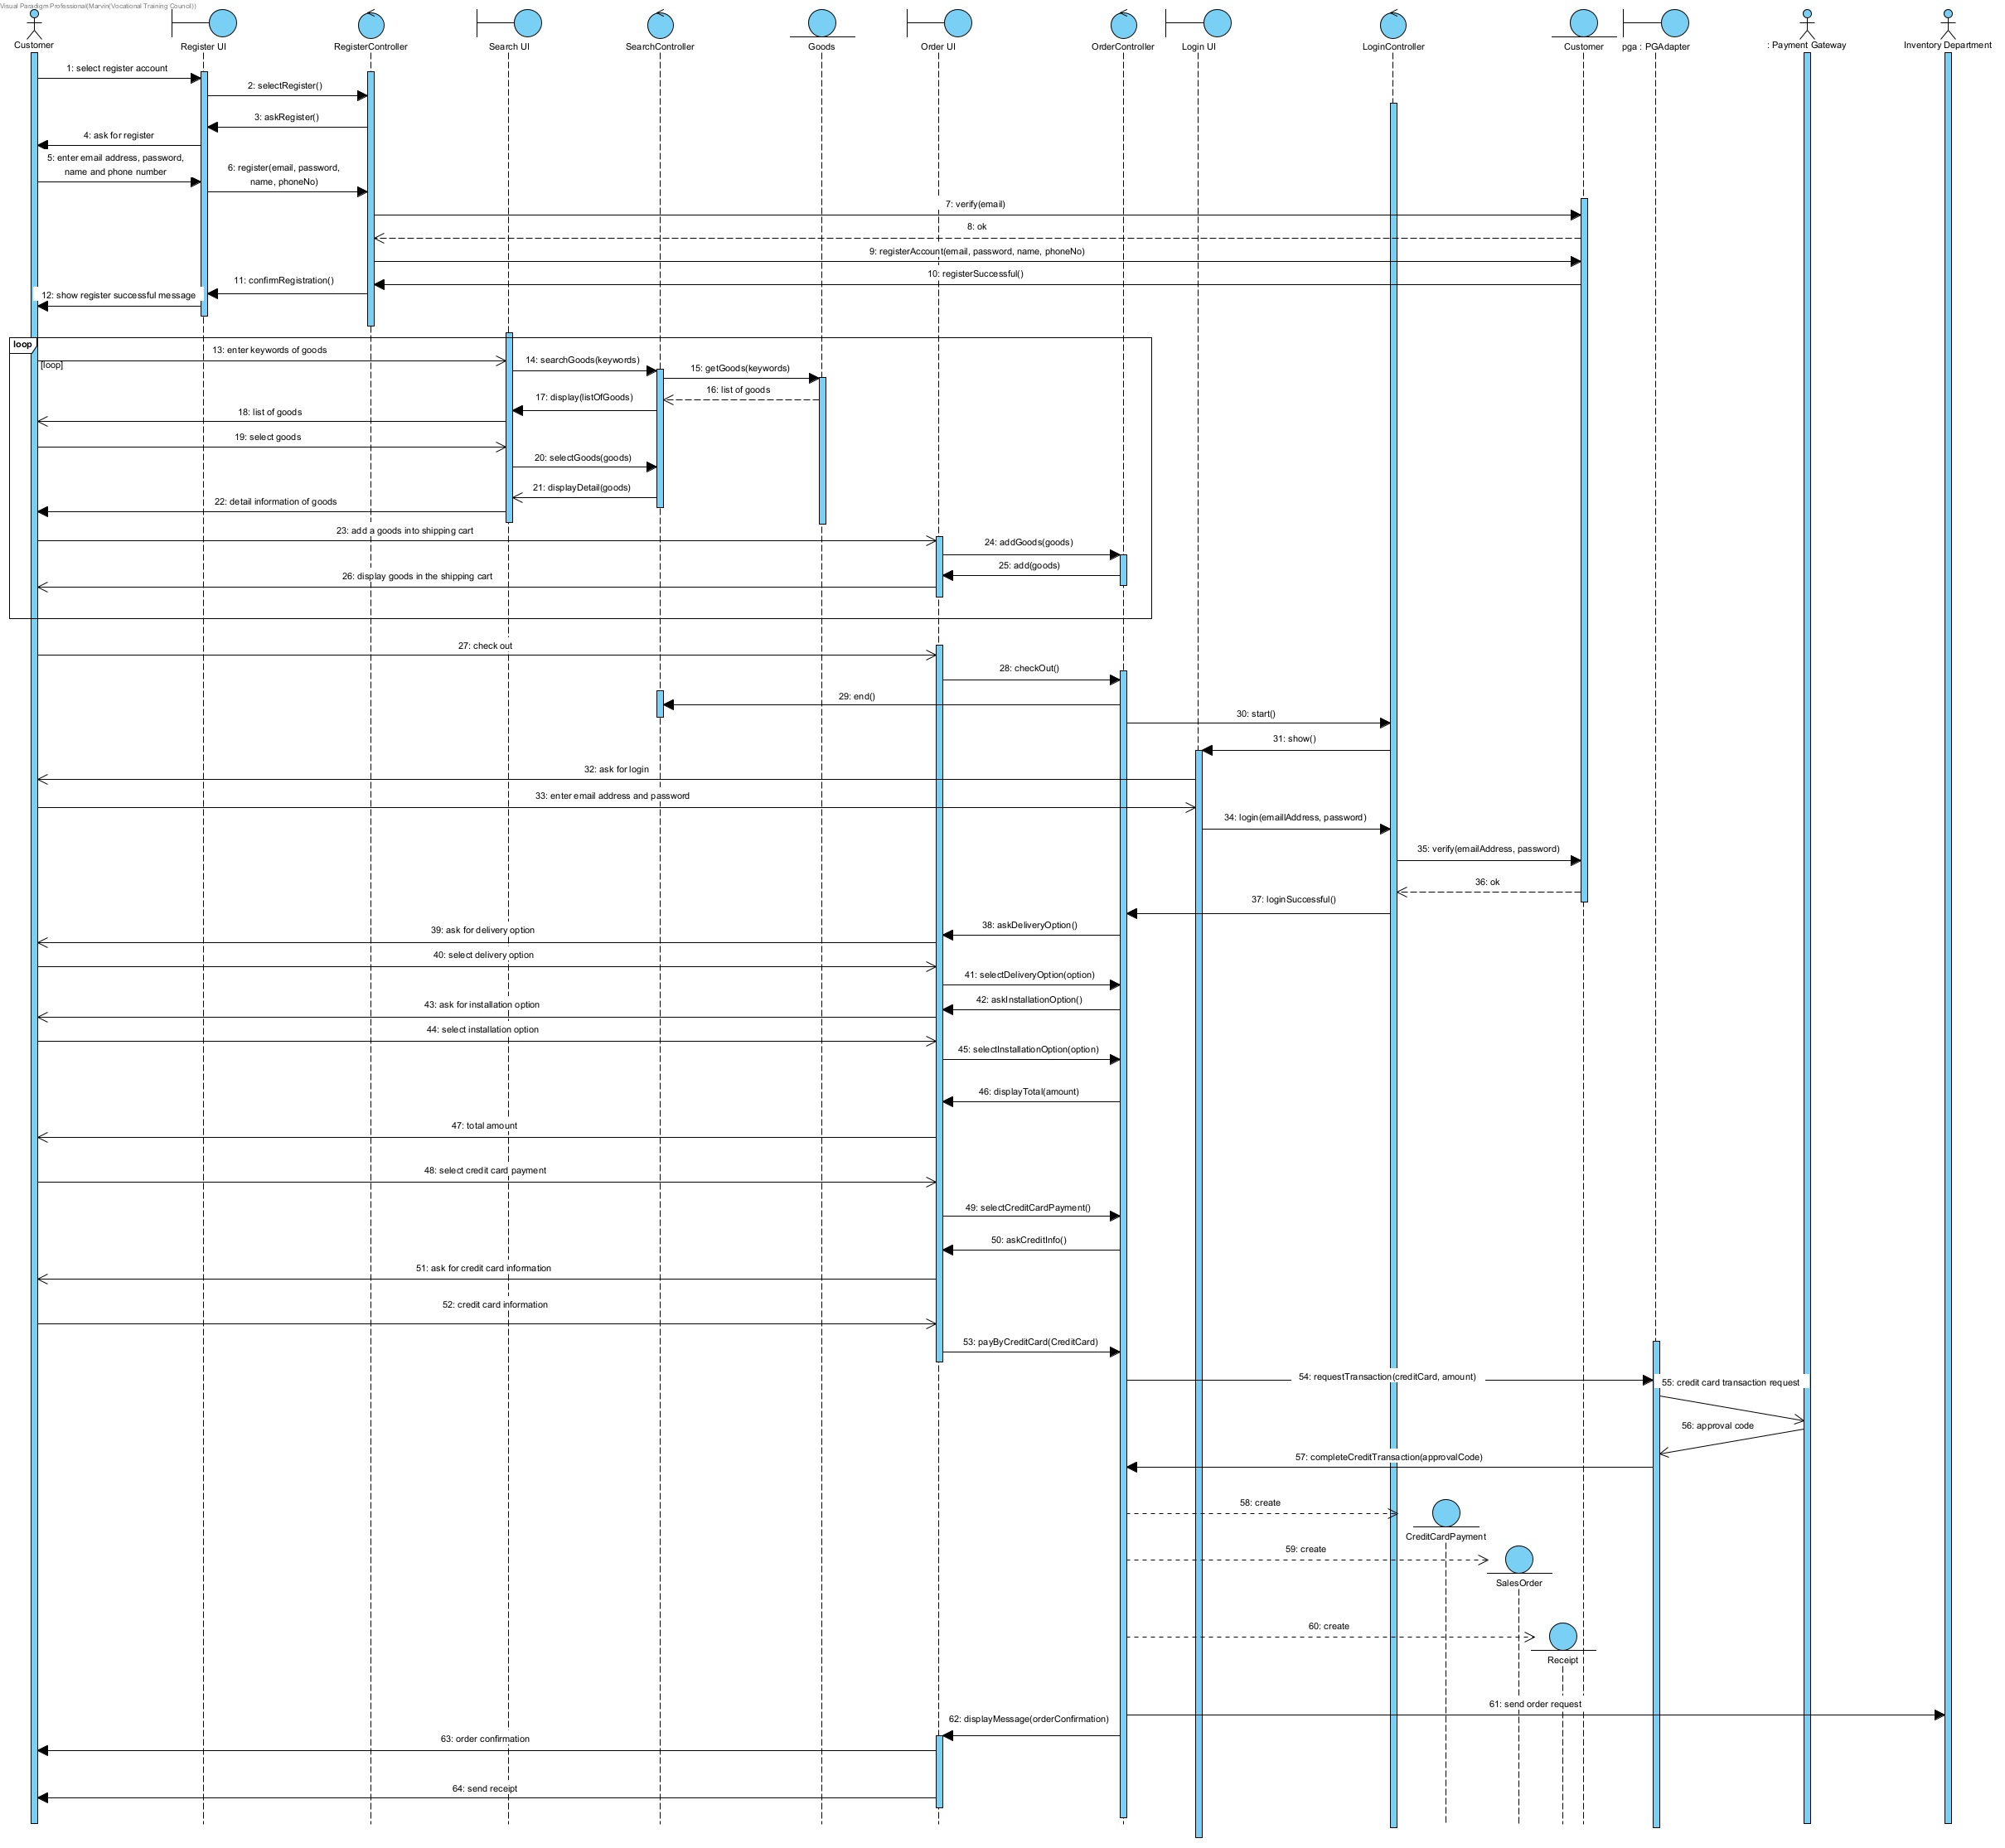 Visual Paradigm Professional(Marvin(Vocational Training Council))
Customer
Register UI
RegisterController
Search UI
SearchController
Goods
Order UI
OrderController
Login UI
LoginController
Customer
pga : PGAdapter
: Payment Gateway
Inventory Department
1: select register account
2: selectRegister()
3: askRegister()
4: ask for register
5: enter email address, password,
name and phone number
6: register(email, password,
name, phoneNo)
7: verify(email)
8: ok
9: registerAccount(email, password, name, phoneNo)
10: registerSuccessful()
11: confirmRegistration()
12: show register successful message
loop
[loop]
13: enter keywords of goods
14: searchGoods(keywords)
15: getGoods(keywords)
16: list of goods
17: display(listOfGoods)
18: list of goods
19: select goods
20: selectGoods(goods)
21: displayDetail(goods)
22: detail information of goods
23: add a goods into shipping cart
24: addGoods(goods)
25: add(goods)
26: display goods in the shipping cart
27: check out
28: checkOut()
29: end()
30: start()
31: show()
32: ask for login
33: enter email address and password
34: login(emaillAddress, password)
35: verify(emailAddress, password)
36: ok
37: loginSuccessful()
38: askDeliveryOption()
39: ask for delivery option
40: select delivery option
41: selectDeliveryOption(option)
42: askInstallationOption()
43: ask for installation option
44: select installation option
45: selectInstallationOption(option)
46: displayTotal(amount)
47: total amount
48: select credit card payment
49: selectCreditCardPayment()
50: askCreditInfo()
51: ask for credit card information
52: credit card information
53: payByCreditCard(CreditCard)
54: requestTransaction(creditCard, amount)
55: credit card transaction request
56: approval code
57: completeCreditTransaction(approvalCode)
58: create
CreditCardPayment
59: create
SalesOrder
60: create
Receipt
61: send order request
62: displayMessage(orderConfirmation)
63: order confirmation
64: send receipt